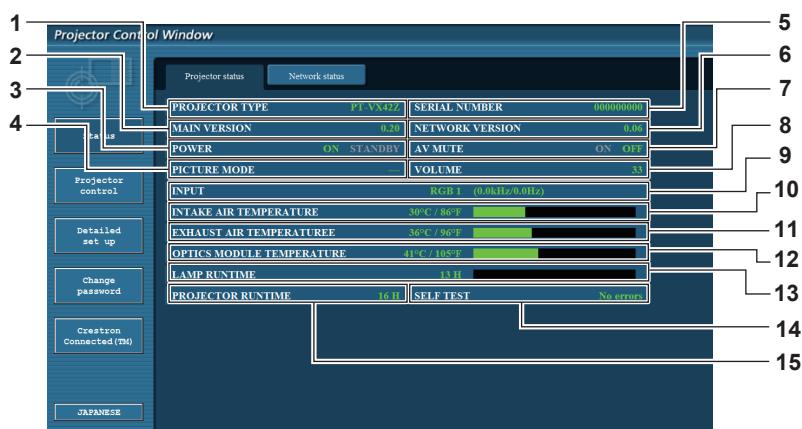 1
2
3
4
5
6
7
8
9
10
11
12
13
14
15
Projector Control Window
Projector status
Network status
Status
Projector
control
Detailed
set up
Change
password
Crestron
Connected(TM)
JAPANESE
PROJECTOR TYPE PT-VX42Z
SERIAL NUMBER 000000000
MAIN VERSION 0.20
NETWORK VERSION 0.06
POWER ON STANDBY
AV MUTE ON OFF
PICTURE MODE ---
VOLUME 33
INPUT RGB 1 (0.0kHz/0.0Hz)
INTAKE AIR TEMPERATURE 30°C / 86°F
EXHAUST AIR TEMPERATUREE 36°C / 96°F
OPTICS MODULE TEMPERATURE 41°C / 105°F
LAMP RUNTIME 13 H
PROJECTOR RUNTIME 16 H
SELF TEST No errors